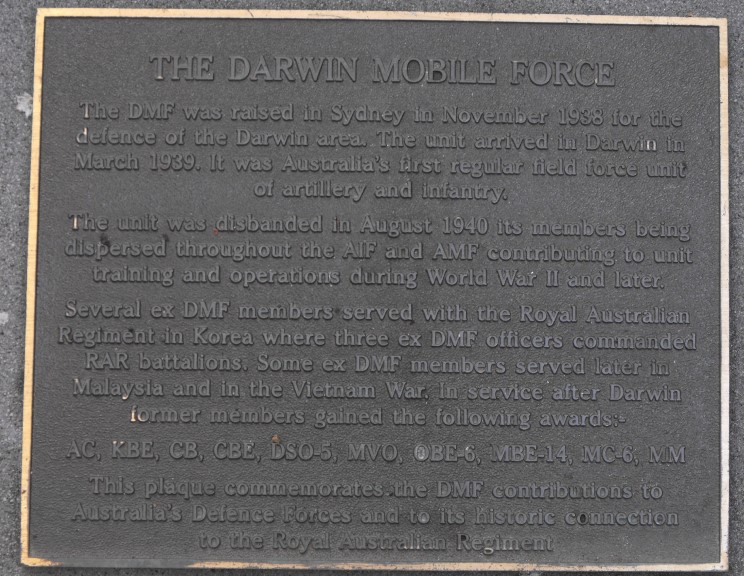 THE DARWIN MOBILE FORCE
The DMF was raised in Sydney in November 1938 for the
defence of the Darwin area. The unit arrived in Darwin in
March 1939. It was Australia's first regular field force unit
of artillery and infantry.
The unit was disbanded in August 1940 its members being
dispersed throughout the AIF and AMF contributing to unit
training and operations during World War II and later.
Several ex DMF members served with the Royal Australian
Regiment in Korea where three ex DMF officers commanded
RAR battalions. Some ex DMF members served later in
Malaysia and in the Vietnam War. In service after Darwin
former members gained the following awards:-
AC, KBE, CB, CBE, DSO-5, MVO, OBE-6, MBE-14, MC-6, MM
This plaque commemorates the DMF contributions to
Australia's Defence Forces and to its historic connection
to the Royal Australian Regiment